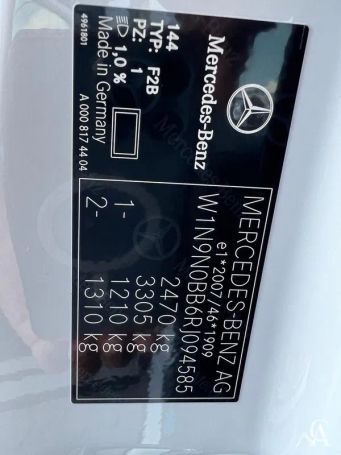 MERCEDES-BENZ AG
e1*2007/46*1909
W1N9N0BB6RJ094585
2470 kg
3305 kg
1- 1210 kg
2- 1310 kg
Mercedes-Benz
144
TYP: F2B
PZ: 1
1,0 %
Made in Germany
A 000 817 44 04
4961801